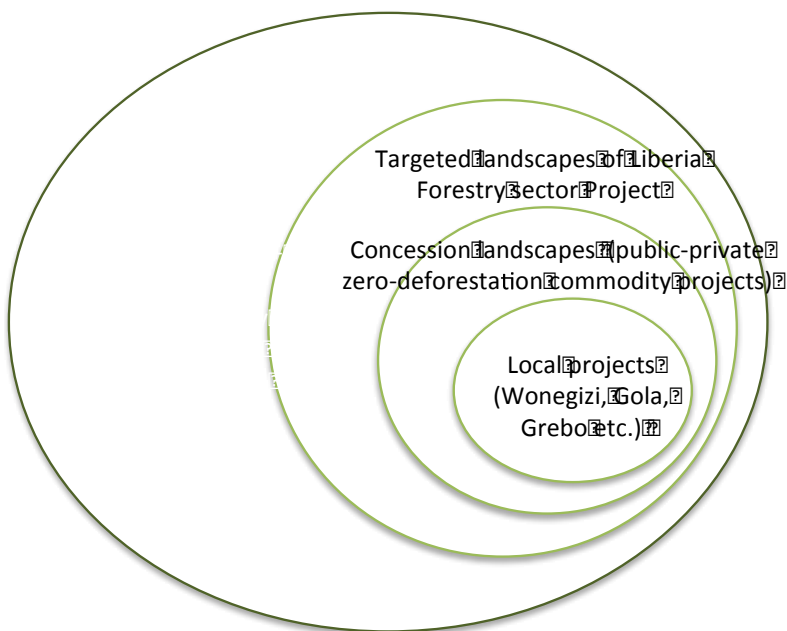 Targeted landscapes of Liberia
Forestry sector Project
Concession landscapes (public-private
zero-deforestation commodity projects)
Local projects
(Wonegizi, Gola,
Grebo etc.)